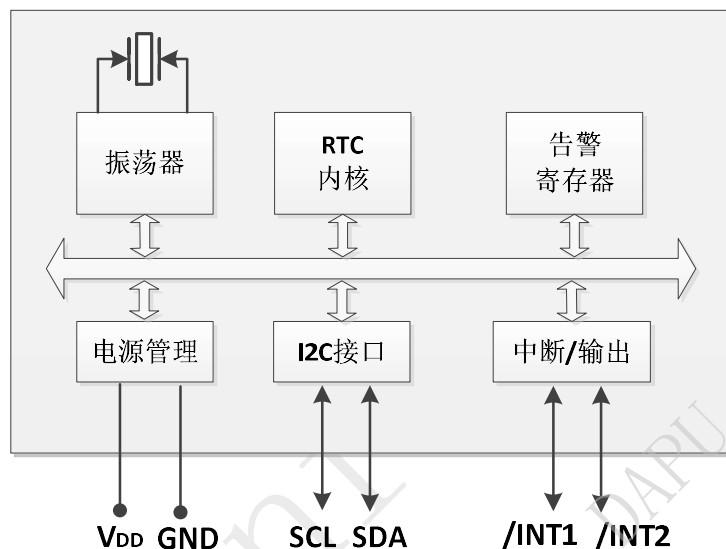 振荡器
RTC
内核
告警
寄存器
电源管理
I2C接口
中断/输出
VDD GND SCL SDA /INT1 /INT2
DAPU